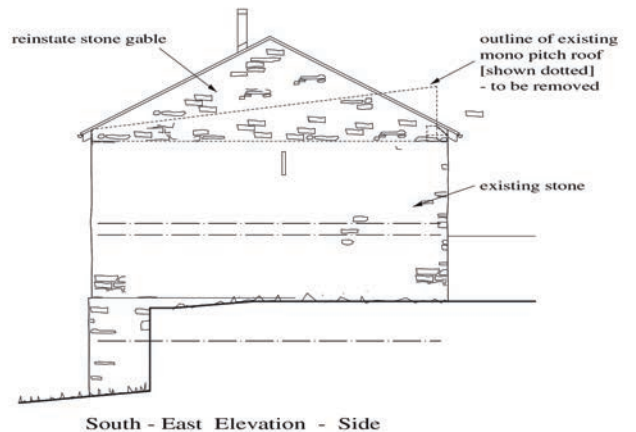 reinstate stone gable
outline of existing
mono pitch roof
[shown dotted]
- to be removed
existing stone
South - East Elevation - Side